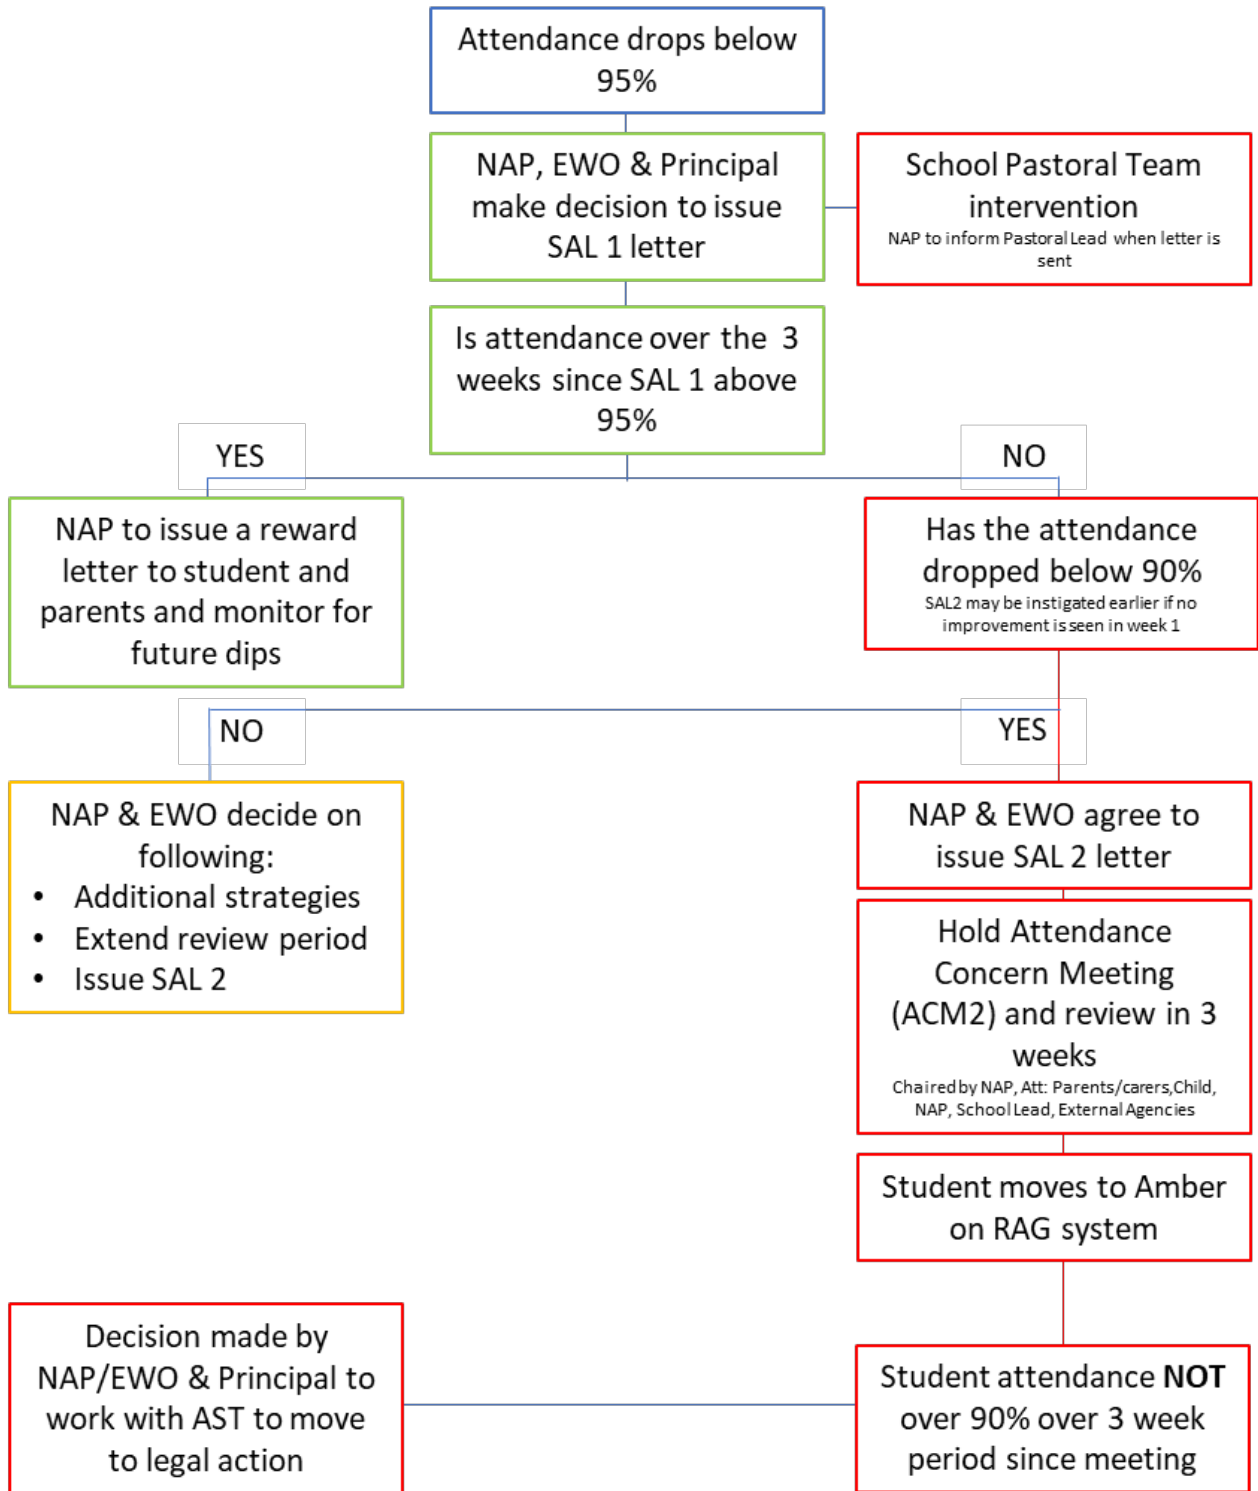 Attendance drops below
95%
NAP, EWO & Principal
make decision to issue
SAL 1 letter
School Pastoral Team
intervention
NAP to inform Pastoral Lead when letter is
sent
Is attendance over the 3
weeks since SAL 1 above
95%
YES
NO
NAP to issue a reward
letter to student and
parents and monitor for
future dips
Has the attendance
dropped below 90%
SAL2 may be instigated earlier if no
improvement is seen in week 1
NO
YES
NAP & EWO decide on
following:
• Additional strategies
• Extend review period
• Issue SAL 2
NAP & EWO agree to
issue SAL 2 letter
Hold Attendance
Concern Meeting
(ACM2) and review in 3
weeks
Chaired by NAP, Att: Parents/carers,Child,
NAP, School Lead, External Agencies
Student moves to Amber
on RAG system
Decision made by
NAP/EWO & Principal to
work with AST to move
to legal action
Student attendance NOT
over 90% over 3 week
period since meeting